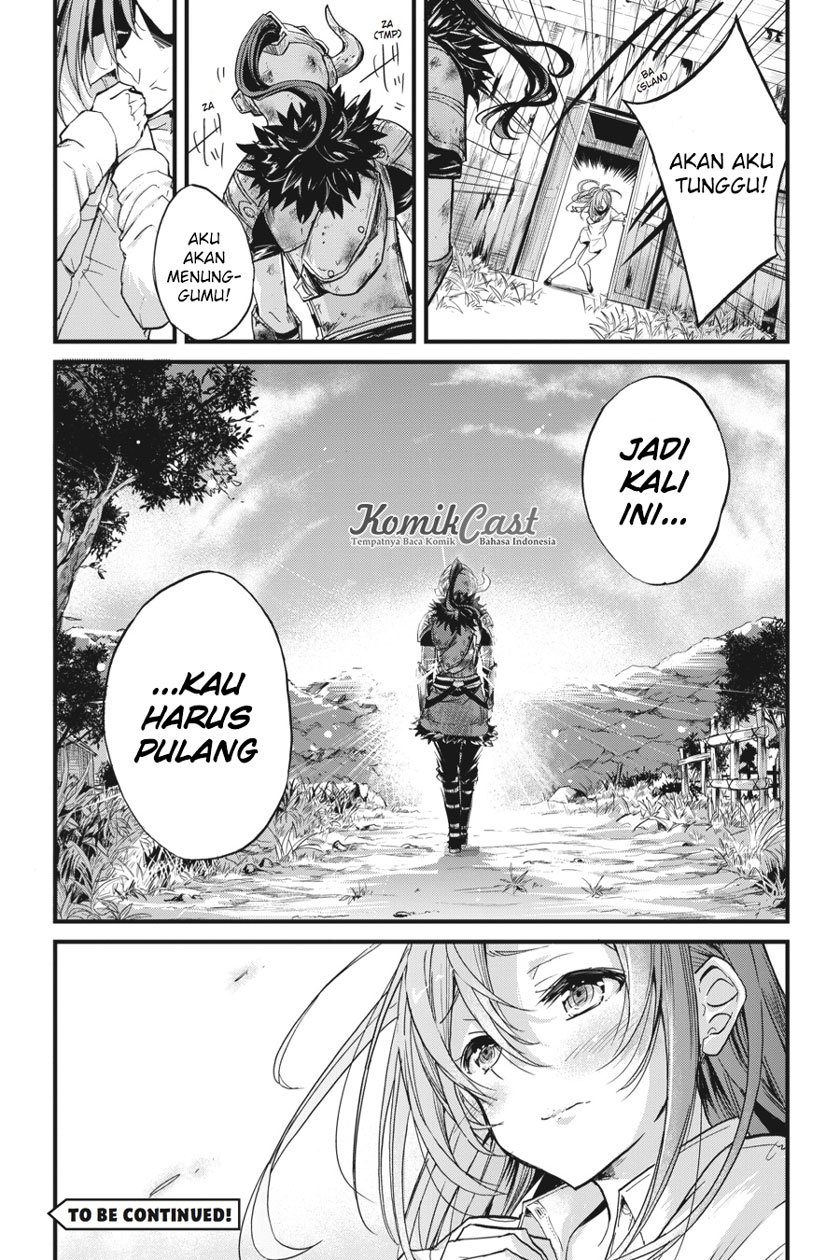 BA
(SLAM)
AKAN AKU
TUNGGU!
ZA
(TMP)
ZA
AKU
AKAN
MENUNG-
GUMU!
JADI
KALI
INI...
KomikCast
Tempatnya Baca Komik Bahasa Indonesia
...KAU
HARUS
PULANG
TO BE CONTINUED!